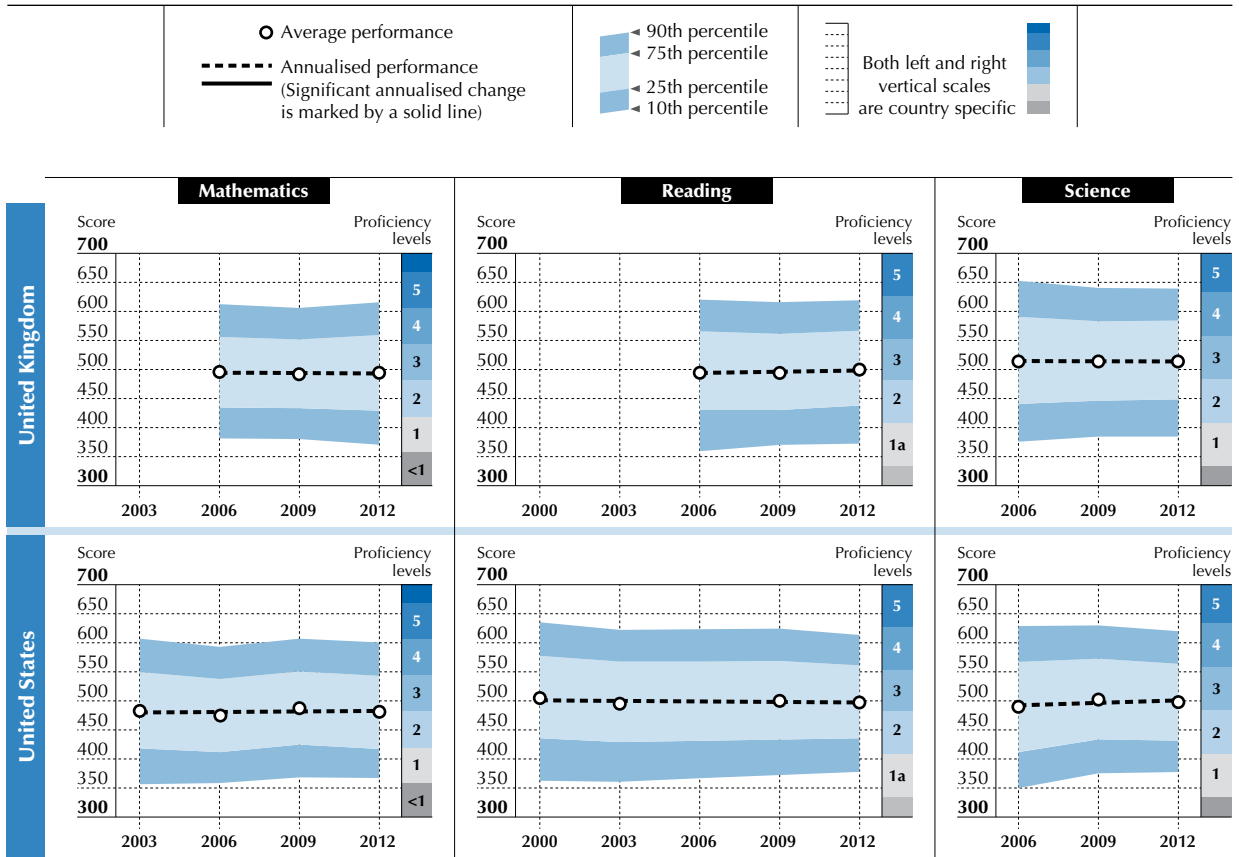 Average performance
Annualised performance
(Significant annualised change
is marked by a solid line)
90th percentile
75th percentile
25th percentile
10th percentile
Both left and right
vertical scales
are country specific
Mathematics
Reading
Science
United Kingdom
Score
700
650
600
550
500
450
400
350
300
2003 2006 2009 2012
Proficiency
levels
5
4
3
2
1
<1
Score
700
650
600
550
500
450
400
350
300
2000 2003 2006 2009 2012
Proficiency
levels
5
4
3
2
1a
Score
700
650
600
550
500
450
400
350
300
2006 2009 2012
Proficiency
levels
5
4
3
2
1
United States
Score
700
650
600
550
500
450
400
350
300
2003 2006 2009 2012
Proficiency
levels
5
4
3
2
1
<1
Score
700
650
600
550
500
450
400
350
300
2000 2003 2006 2009 2012
Proficiency
levels
5
4
3
2
1a
Score
700
650
600
550
500
450
400
350
300
2006 2009 2012
Proficiency
levels
5
4
3
2
1